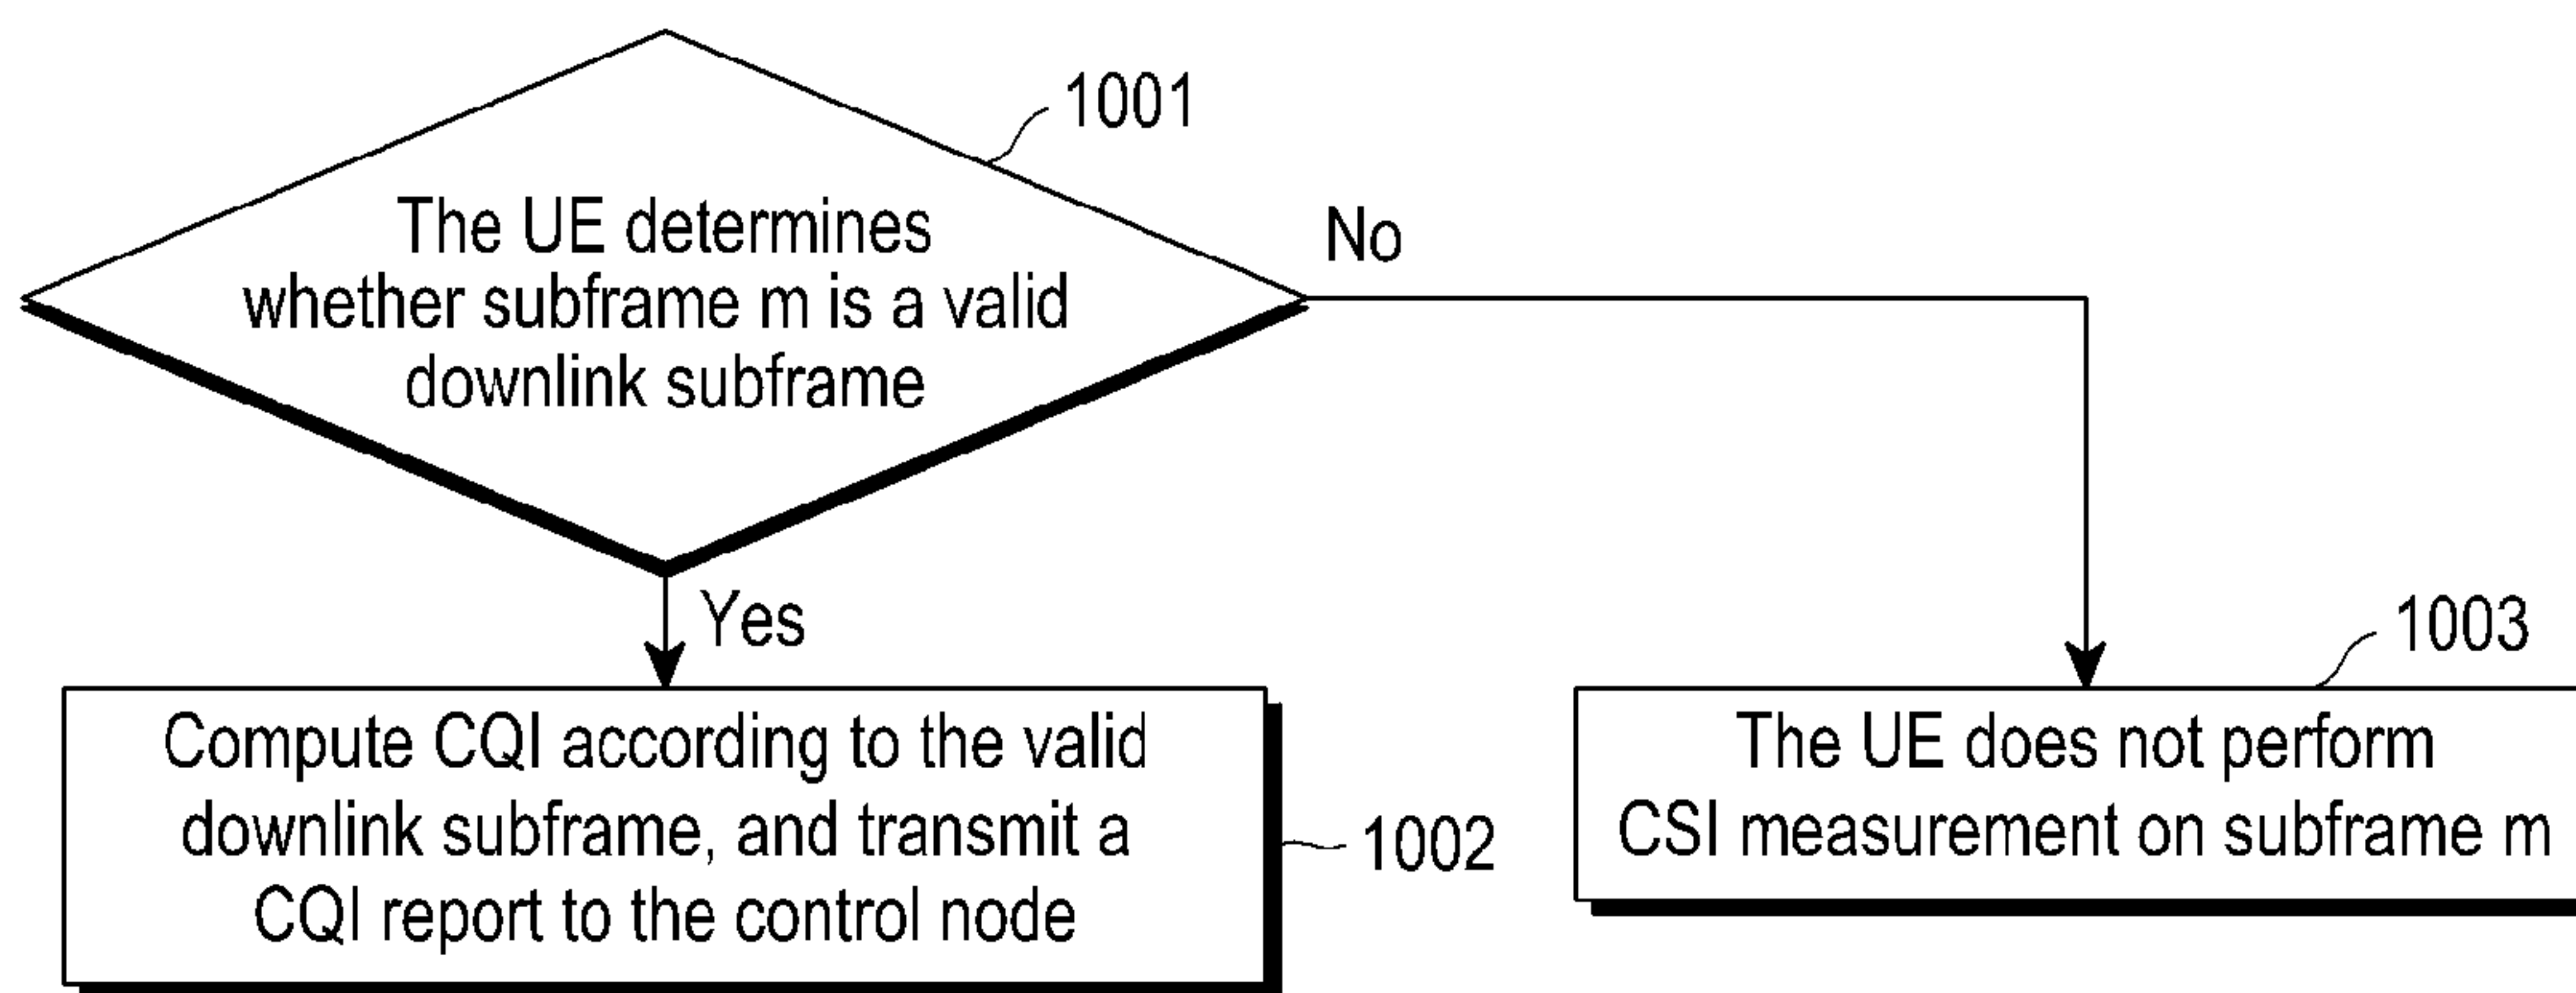 1001
The UE determines
whether subframe m is a valid
downlink subframe
No
Yes
Compute CQI according to the valid
downlink subframe, and transmit a
CQI report to the control node
1002
1003
The UE does not perform
CSI measurement on subframe m